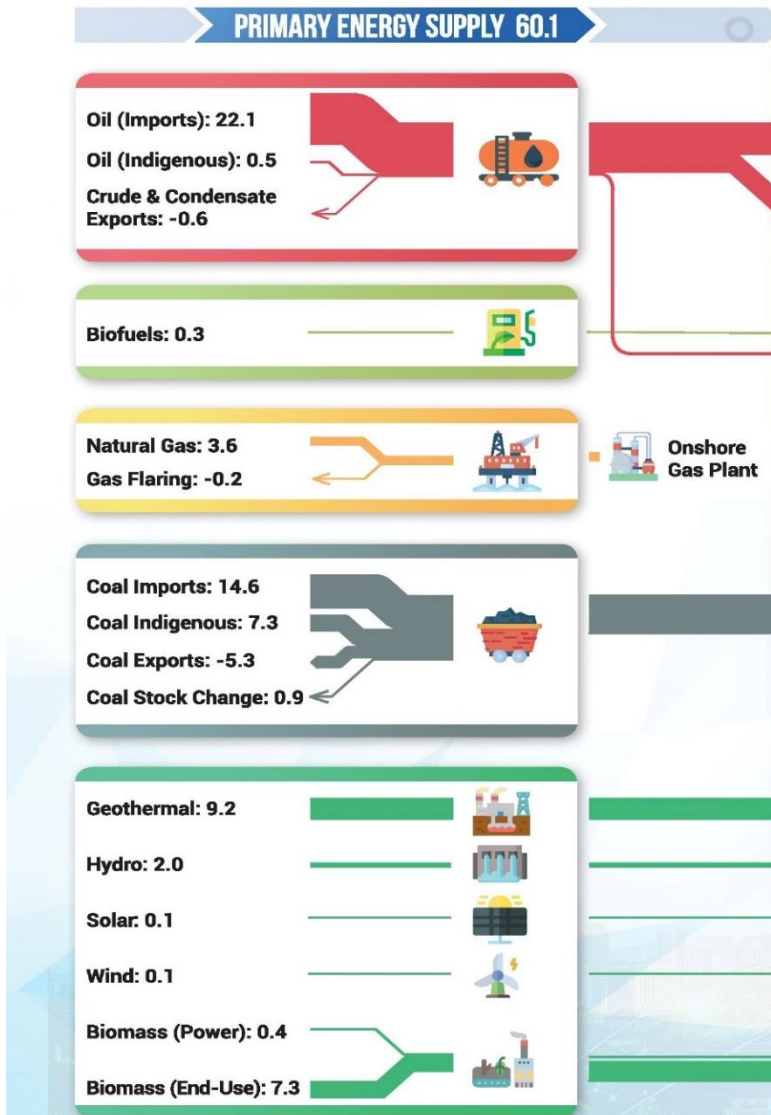 PRIMARY ENERGY SUPPLY 60.1
Oil (Imports): 22.1
Oil (Indigenous): 0.5
Crude & Condensate
Exports: -0.6
Biofuels: 0.3
Natural Gas: 3.6
Gas Flaring: -0.2
Onshore
Gas Plant
Coal Imports: 14.6
Coal Indigenous: 7.3
Coal Exports: -5.3
Coal Stock Change: 0.9
Geothermal: 9.2
Hydro: 2.0
Solar: 0.1
Wind: 0.1
Biomass (Power): 0.4
Biomass (End-Use): 7.3